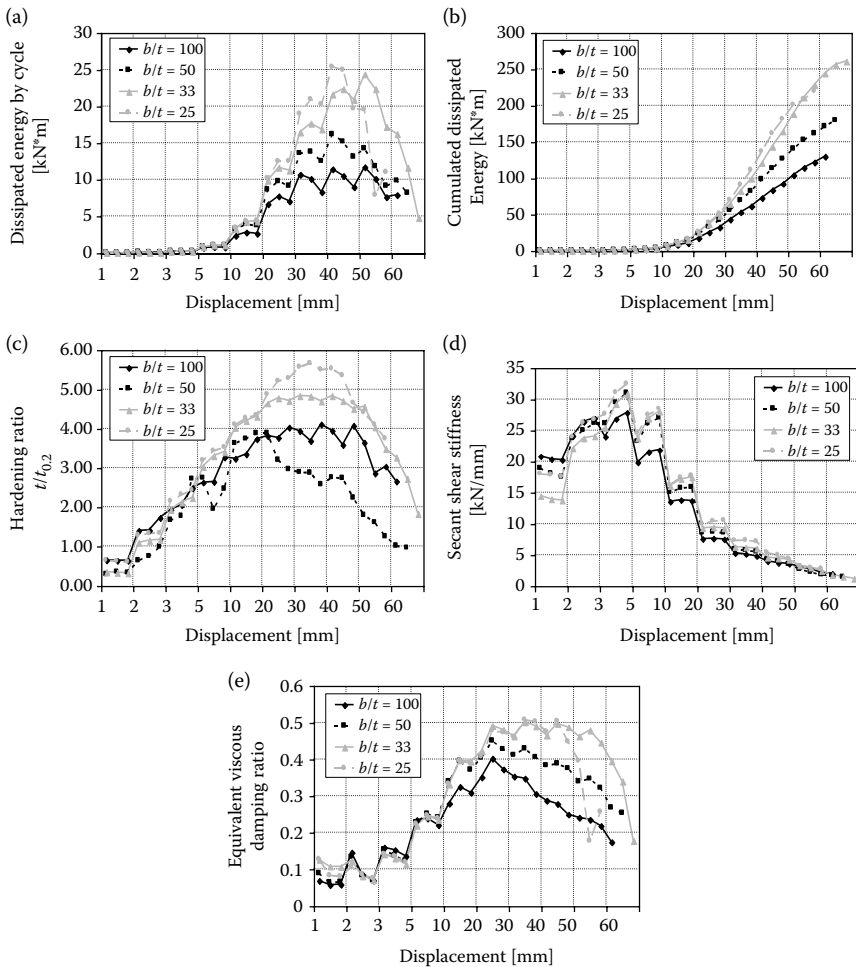 (a)
Dissipated energy by cycle
[kN*m]
30
25
20
15
10
5
0
b/t = 100
b/t = 50
b/t = 33
b/t = 25
1 2 3 5 10 20 30 40 50 60
Displacement [mm]
(b)
Cumulated dissipated
Energy [kN*m]
300
250
200
150
100
50
0
b/t = 100
b/t = 50
b/t = 33
b/t = 25
1 2 3 5 10 20 30 40 50 60
Displacement [mm]
(c)
Hardening ratio
t/t0.2
6.00
5.00
4.00
3.00
2.00
1.00
0.00
b/t = 100
b/t = 50
b/t = 33
b/t = 25
1 2 3 5 10 20 30 40 50 60
Displacement [mm]
(d)
Secant shear stiffness
[kN/mm]
35
30
25
20
15
10
5
0
b/t = 100
b/t = 50
b/t = 33
b/t = 25
1 2 3 5 10 20 30 40 50 60
Displacement [mm]
(e)
Equivalent viscous
damping ratio
0.6
0.5
0.4
0.3
0.2
0.1
0
b/t = 100
b/t = 50
b/t = 33
b/t = 25
1 2 3 5 10 20 30 40 50 60
Displacement [mm]